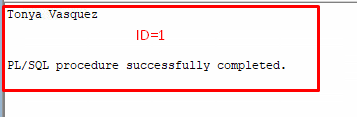 Tonya Vasquez
ID=1
PL/SQL procedure successfully completed.